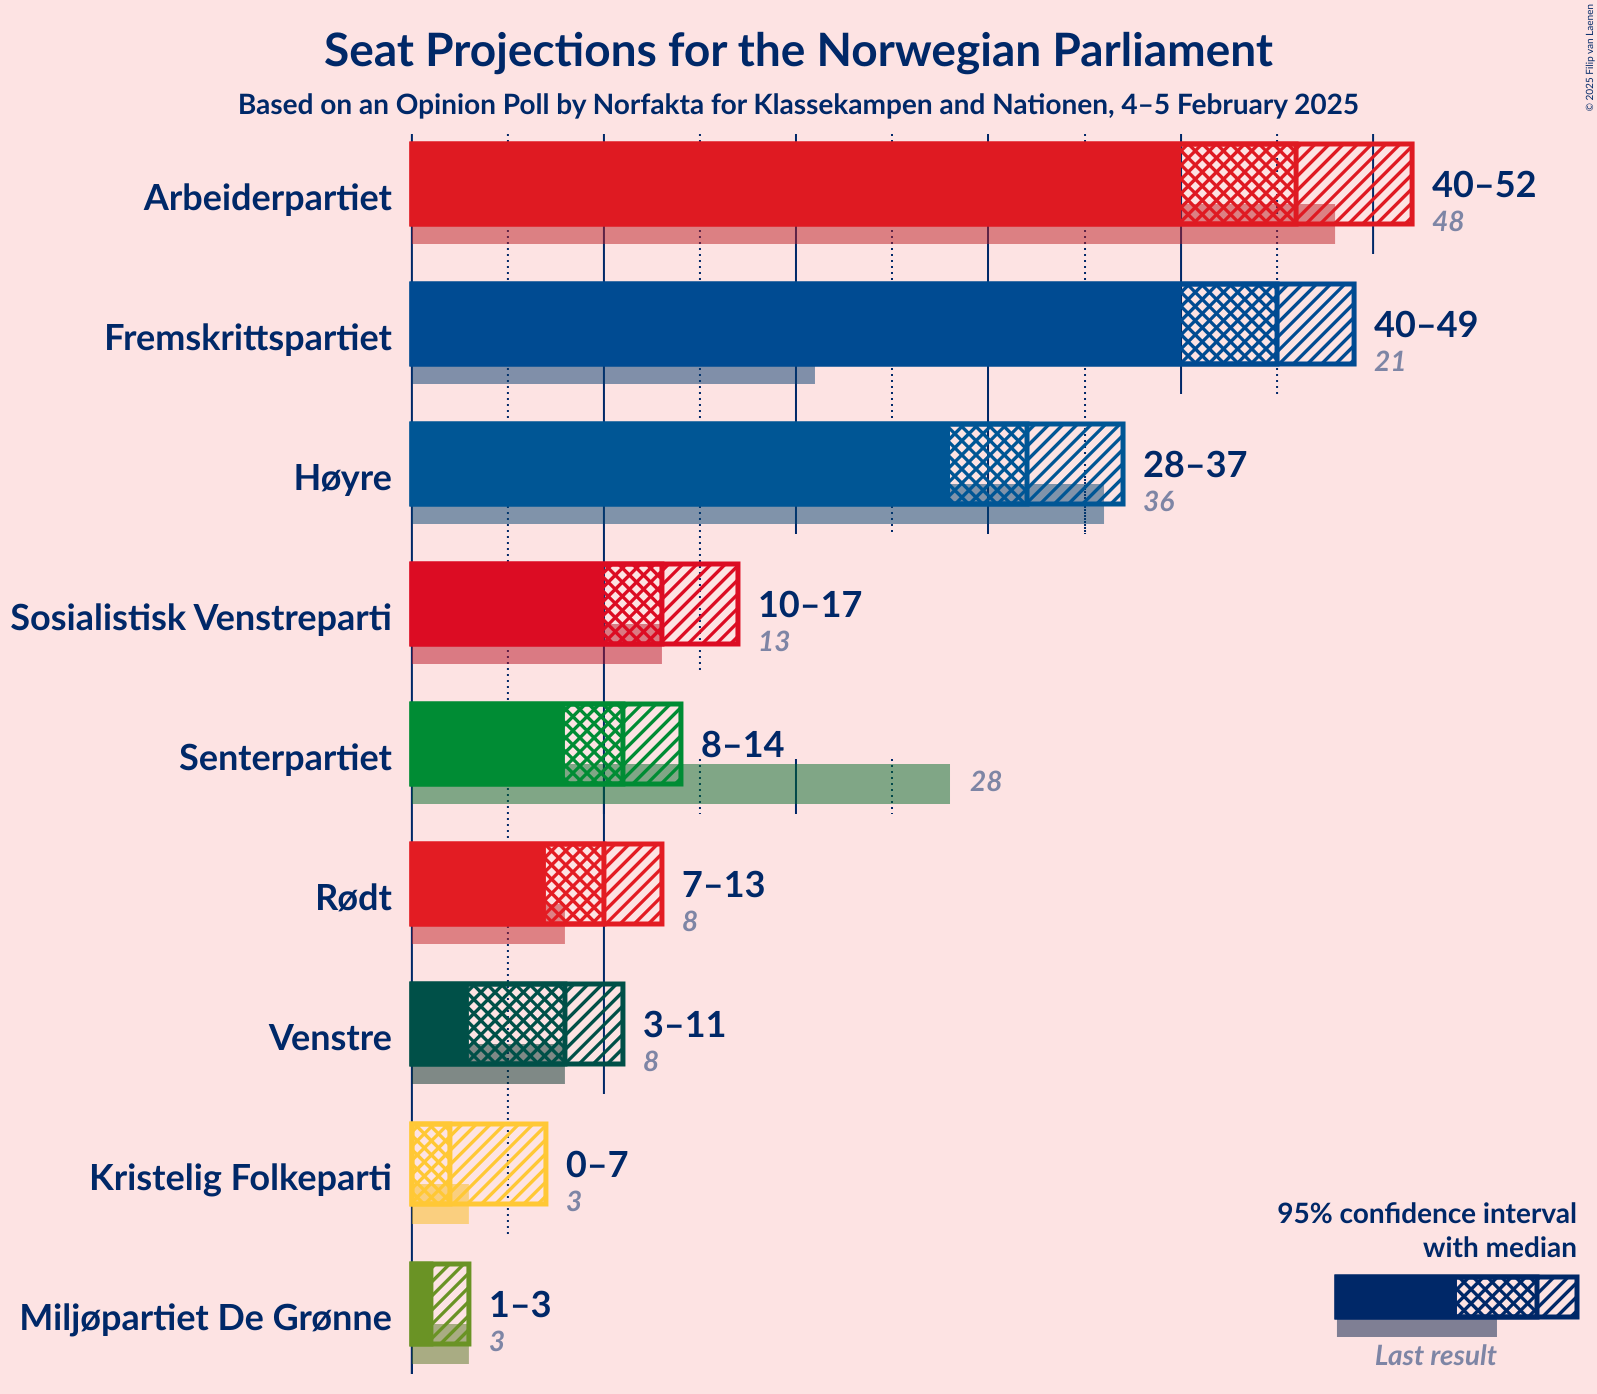 Seat Projections for the Norwegian Parliament
Based on an Opinion Poll by Norfakta for Klassekampen and Nationen, 4–5 February 2025
© 2025 Filip van Laenen
Arbeiderpartiet
40–52
48
Fremskrittspartiet
40–49
21
Høyre
28–37
36
Sosialistisk Venstreparti
10–17
13
Senterpartiet
8–14
28
Rødt
7–13
8
Venstre
3–11
8
Kristelig Folkeparti
0–7
3
Miljøpartiet De Grønne
1–3
3
95% confidence interval
with median
Last result